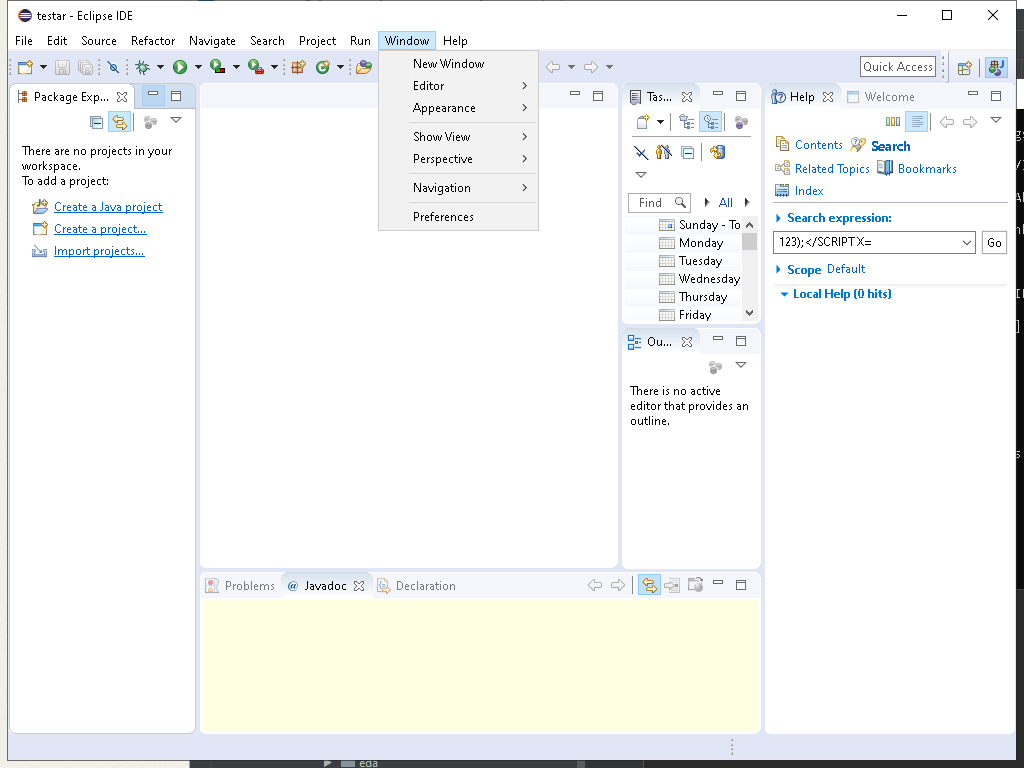 testar - Eclipse IDE
File Edit Source Refactor Navigate Search Project Run Window Help
Quick Access
New Window
Editor
Appearance
Show View
Perspective
Navigation
Preferences
Package Exp...
There are no projects in your
workspace.
To add a project:
Create a Java project
Create a project...
Import projects...
Tas...
Find
All
Sunday - To
Monday
Tuesday
Wednesday
Thursday
Friday
Ou...
There is no active
editor that provides an
outline.
Help Welcome
Contents Search
Related Topics Bookmarks
Index
Search expression:
123);</SCRIPT X=
Go
Scope Default
Local Help (0 hits)
Problems @ Javadoc Declaration
eda